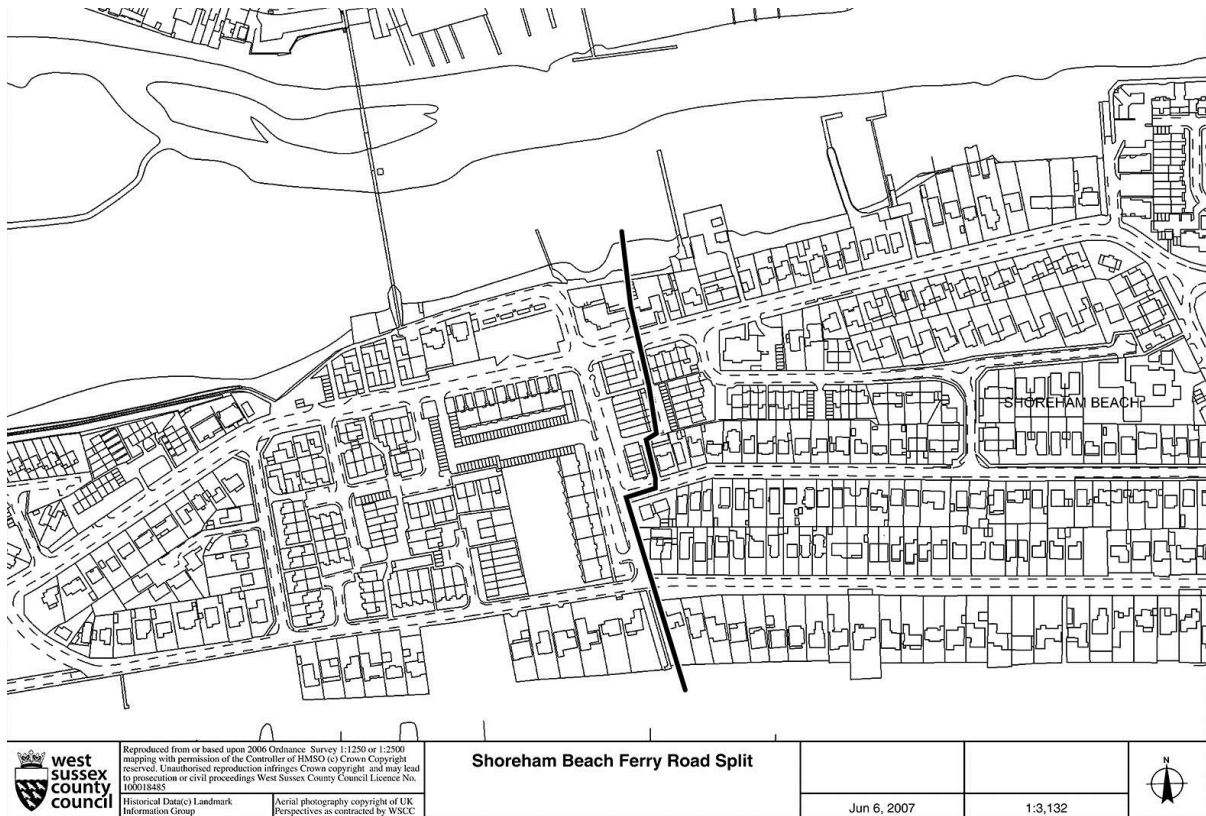 SHOREHAM BEACH
west
sussex
county
council
Reproduced from or based upon 2006 Ordnance Survey 1:1250 or 1:2500
mapping with permission of the Controller of HMSO (c) Crown Copyright
reserved. Unauthorised reproduction infringes Crown copyright and may lead
to prosecution or civil proceedings West Sussex County Council Licence No.
100018485
Historical Data(c) Landmark
Information Group
Aerial photography copyright of UK
Perspectives as contracted by WSCC
Shoreham Beach Ferry Road Split
Jun 6, 2007
1:3,132
N